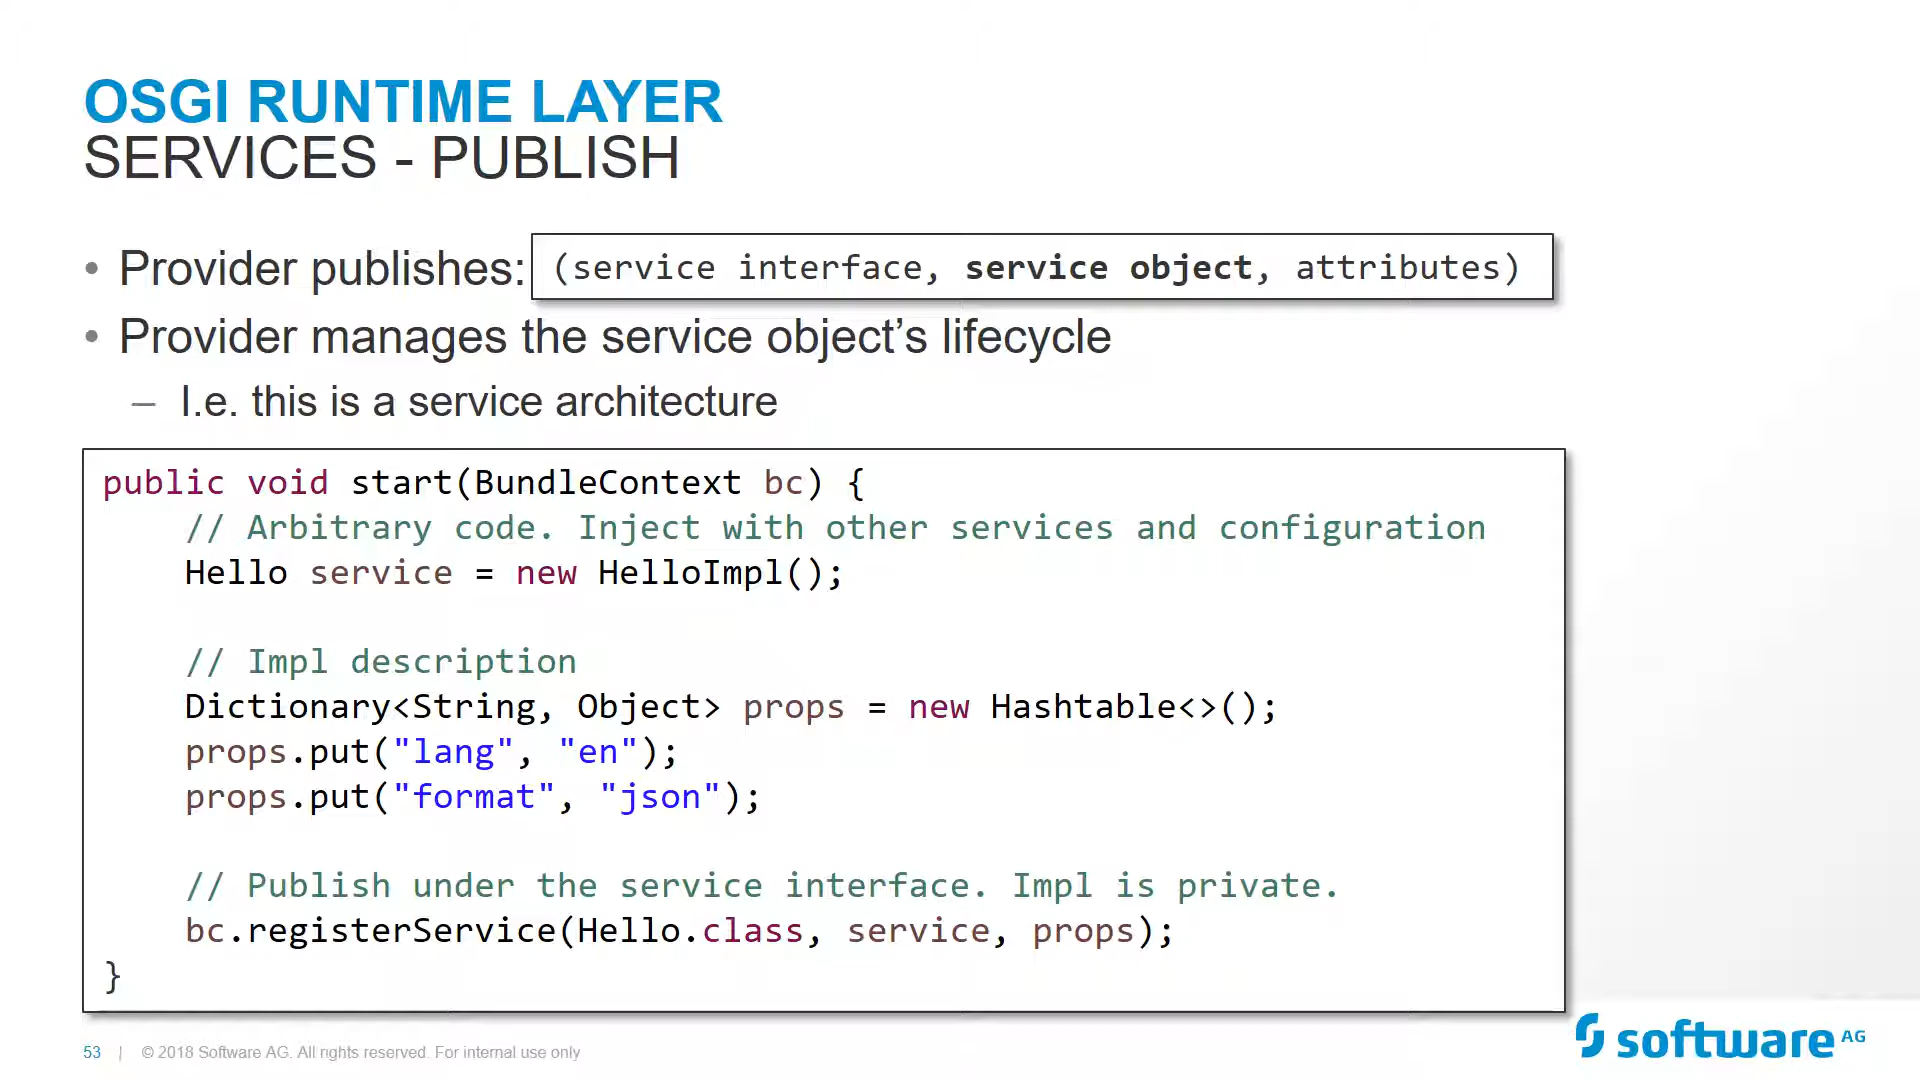 OSGI RUNTIME LAYER
SERVICES - PUBLISH
• Provider publishes: (service interface, service object, attributes)
• Provider manages the service object’s lifecycle
– I.e. this is a service architecture
public void start(BundleContext bc) {
    // Arbitrary code. Inject with other services and configuration
    Hello service = new HelloImpl();

    // Impl description
    Dictionary<String, Object> props = new Hashtable<>();
    props.put("lang", "en");
    props.put("format", "json");

    // Publish under the service interface. Impl is private.
    bc.registerService(Hello.class, service, props);
}
53 | © 2018 Software AG. All rights reserved. For internal use only
software AG